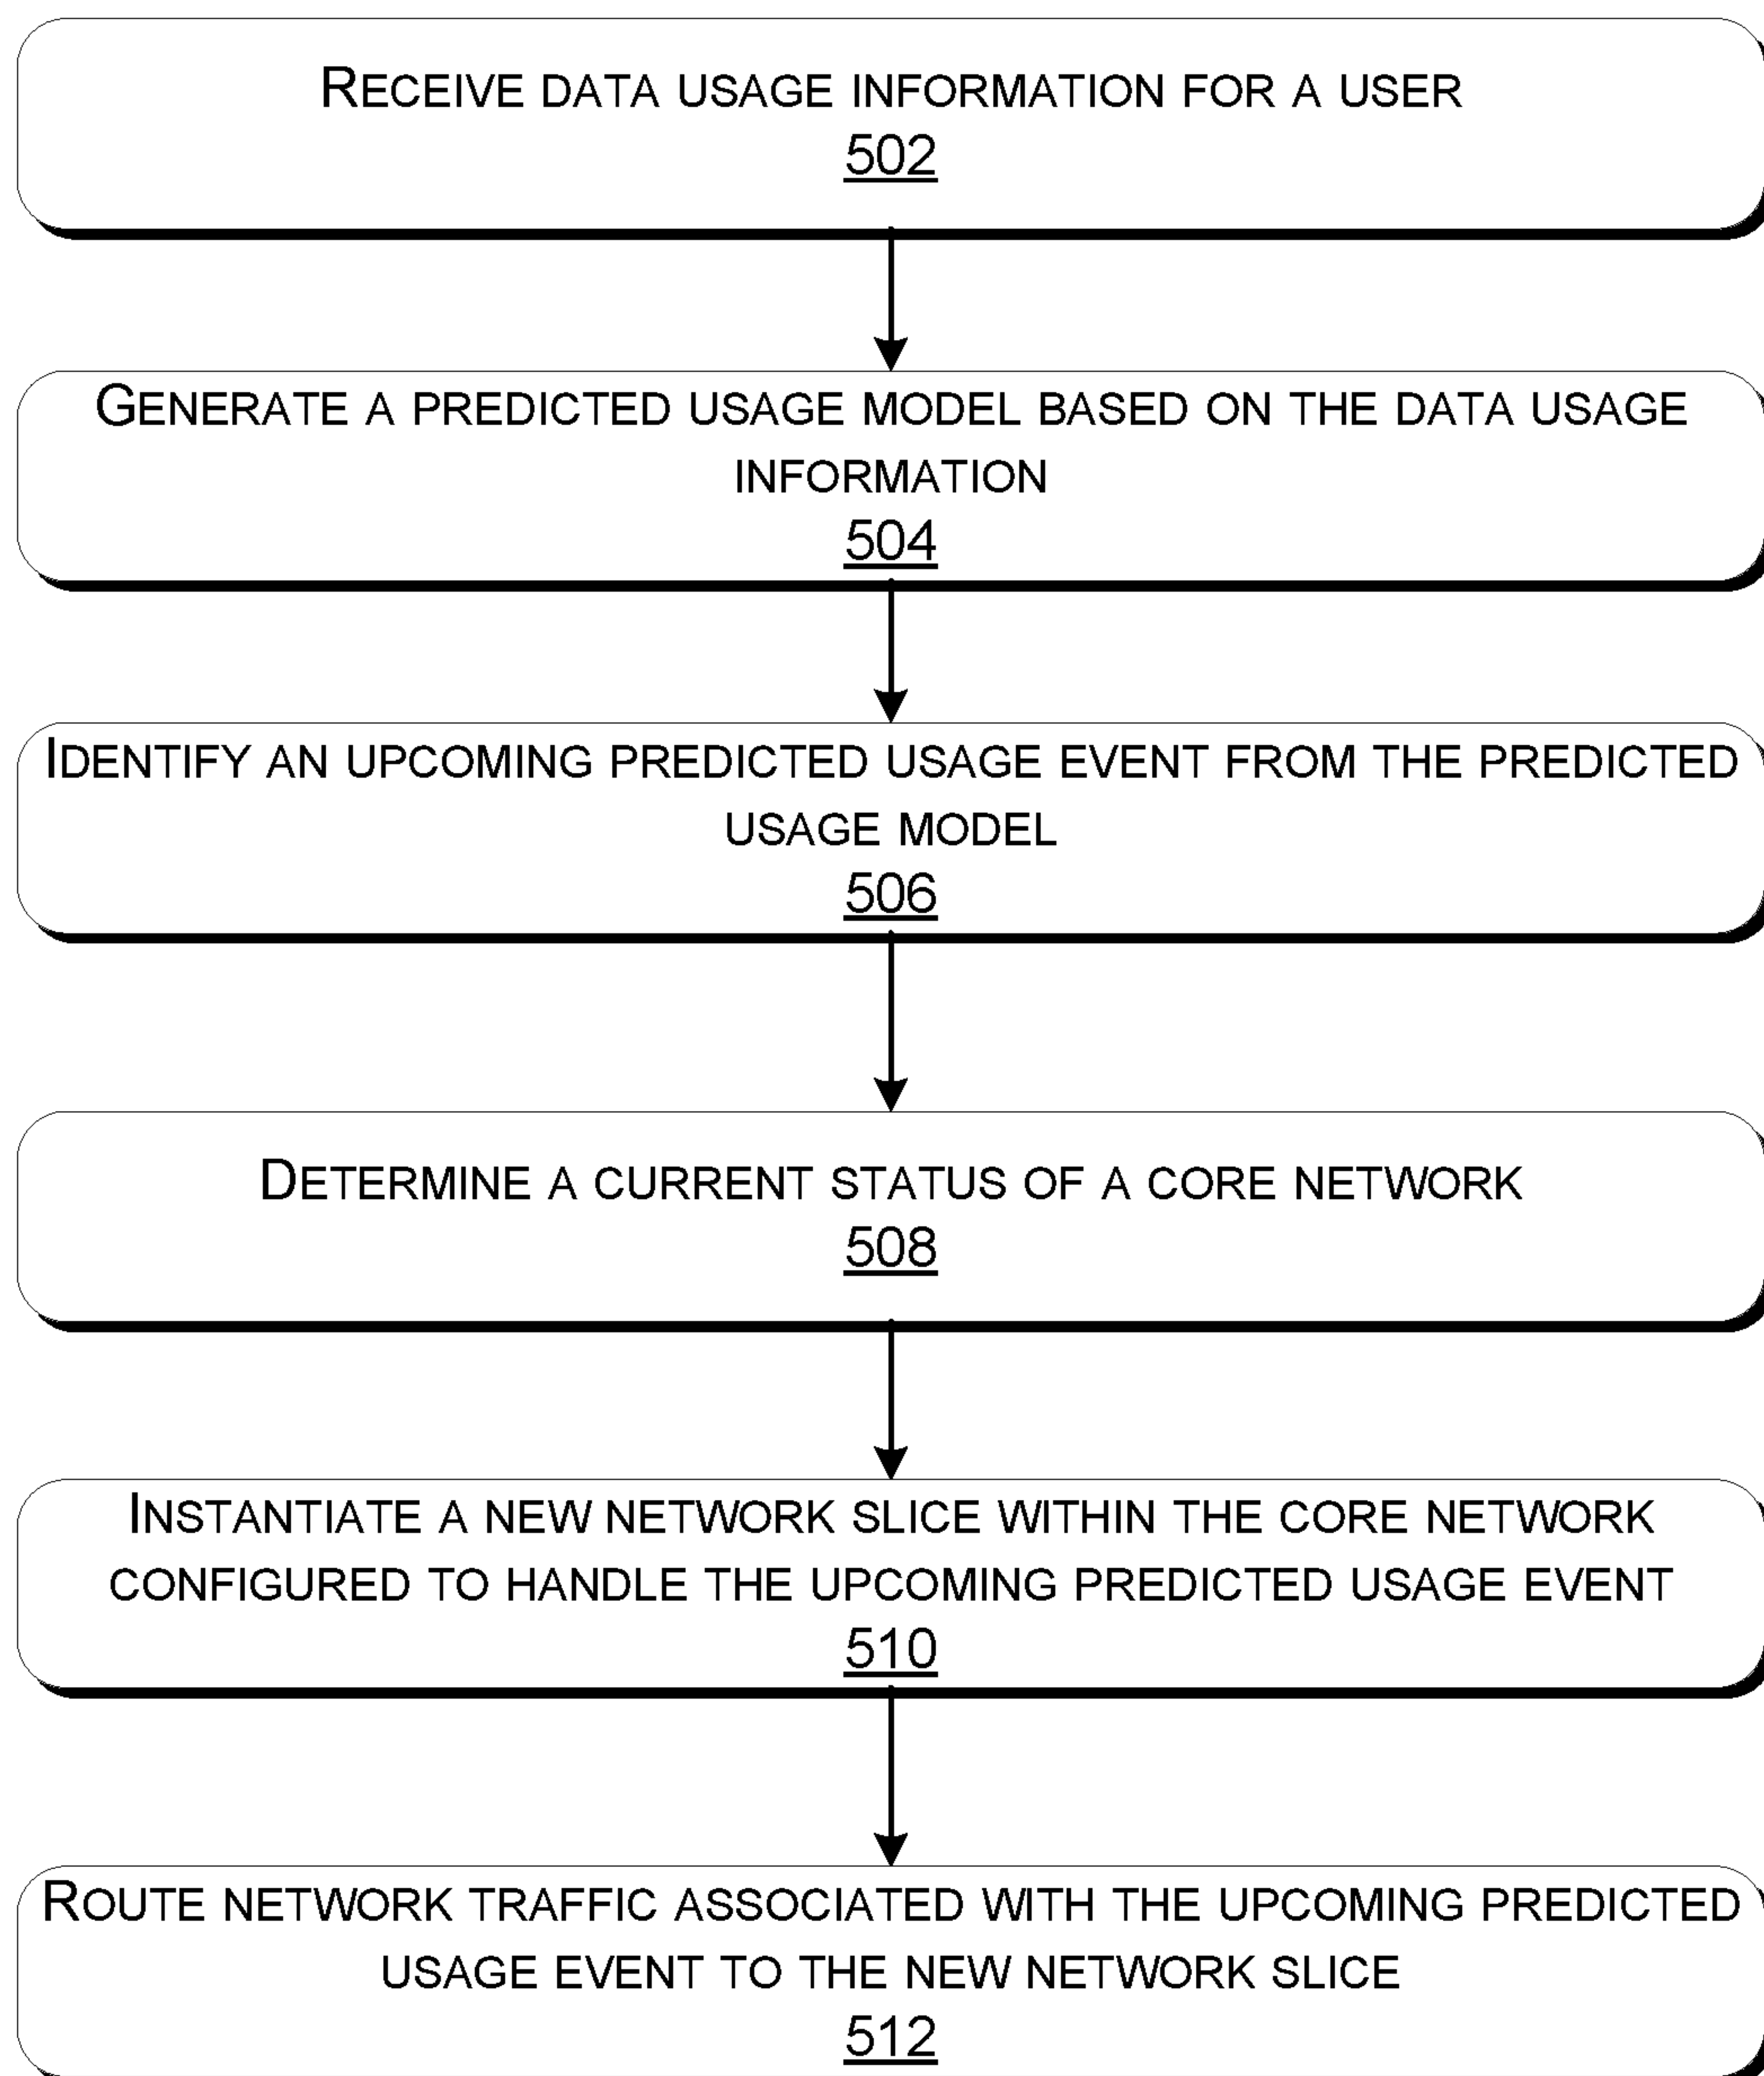 RECEIVE DATA USAGE INFORMATION FOR A USER
502
GENERATE A PREDICTED USAGE MODEL BASED ON THE DATA USAGE
INFORMATION
504
IDENTIFY AN UPCOMING PREDICTED USAGE EVENT FROM THE PREDICTED
USAGE MODEL
506
DETERMINE A CURRENT STATUS OF A CORE NETWORK
508
INSTANTIATE A NEW NETWORK SLICE WITHIN THE CORE NETWORK
CONFIGURED TO HANDLE THE UPCOMING PREDICTED USAGE EVENT
510
ROUTE NETWORK TRAFFIC ASSOCIATED WITH THE UPCOMING PREDICTED
USAGE EVENT TO THE NEW NETWORK SLICE
512